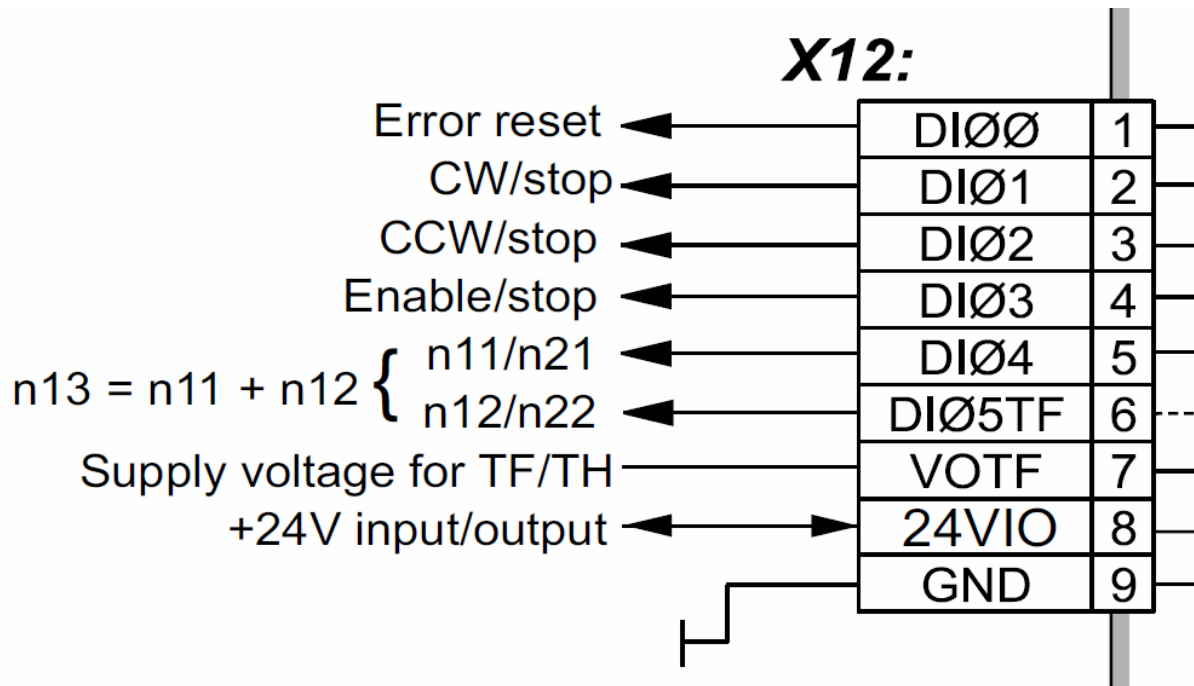 X12:
Error reset DIØØ 1
CW/stop DIØ1 2
CCW/stop DIØ2 3
Enable/stop DIØ3 4
n11/n21 DIØ4 5
n13 = n11 + n12 {
n12/n22 DIØ5TF 6
Supply voltage for TF/TH VOTF 7
+24V input/output 24VIO 8
GND 9